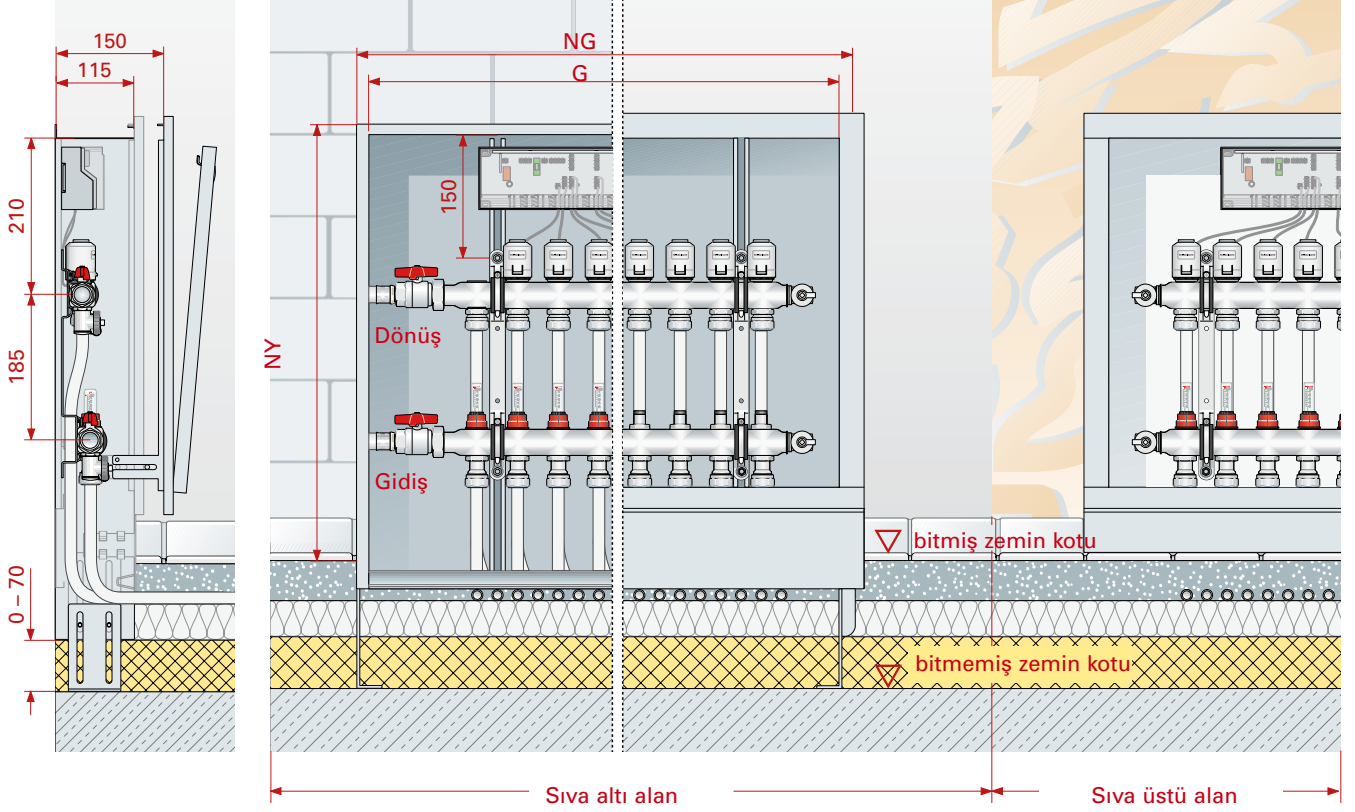 150
115
210
185
0 – 70
NG
G
150
NY
Dönüş
Gidiş
bitmiş zemin kotu
bitmemiş zemin kotu
Sıva altı alan
Sıva üstü alan